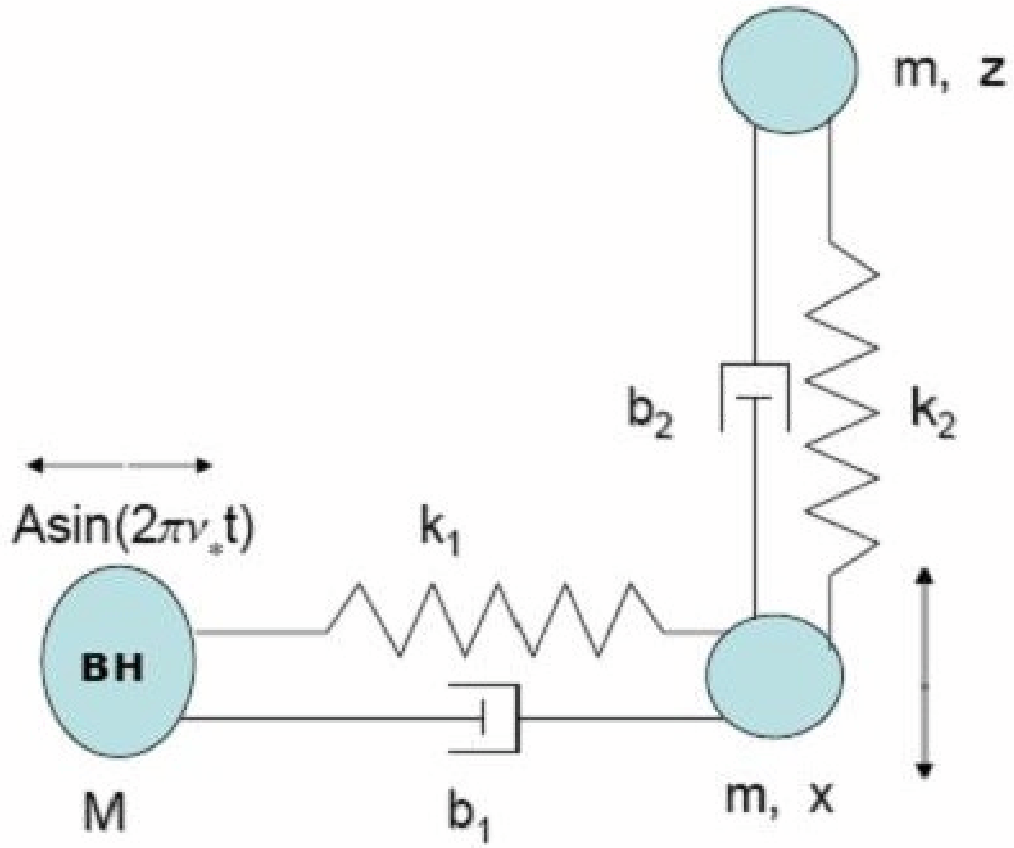 m, z
b₂
k₂
Asin(2πν*t)
k₁
BH
M
b₁
m, x